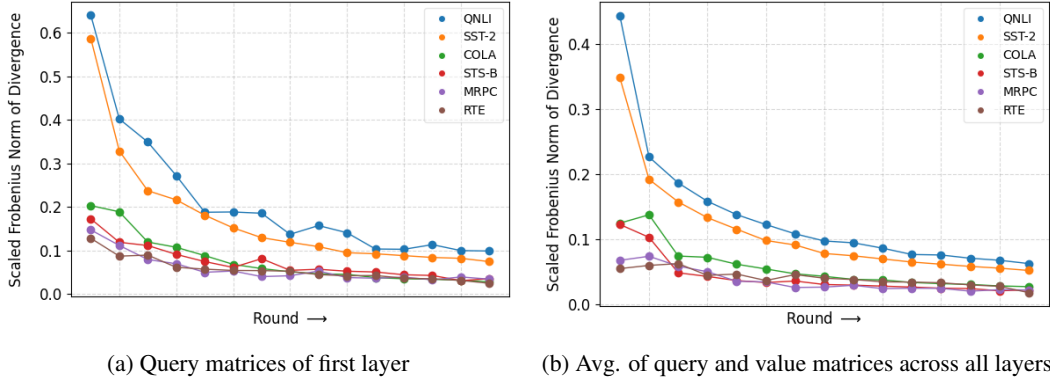 Scaled Frobenius Norm of Divergence
0.6
0.5
0.4
0.3
0.2
0.1
0.0
QNLI
SST-2
COLA
STS-B
MRPC
RTE
Round →
(a) Query matrices of first layer
Scaled Frobenius Norm of Divergence
0.4
0.3
0.2
0.1
0.0
QNLI
SST-2
COLA
STS-B
MRPC
RTE
Round →
(b) Avg. of query and value matrices across all layers